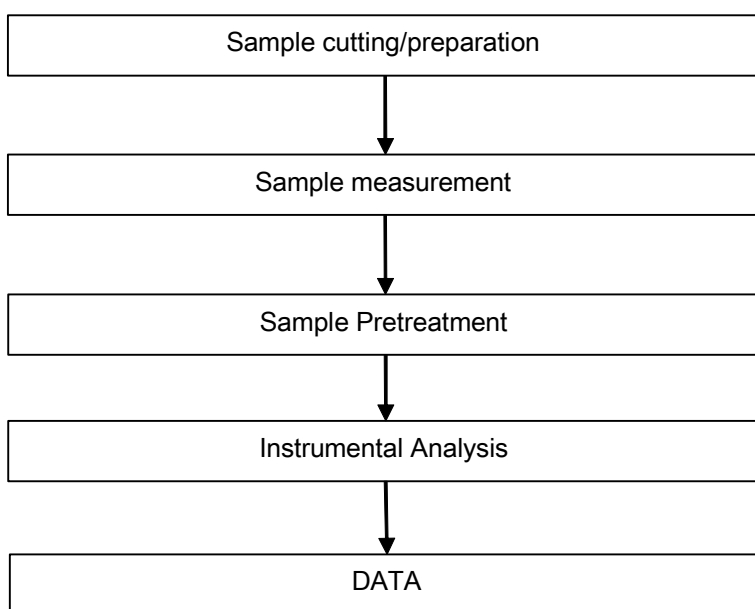 Sample cutting/preparation
Sample measurement
Sample Pretreatment
Instrumental Analysis
DATA